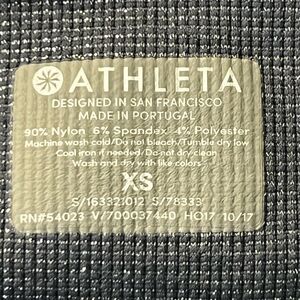 ATHLETA
DESIGNED IN SAN FRANCISCO
MADE IN PORTUGAL
90% Nylon 6% Spandex 4% Polyester
Machine wash cold/Do not bleach/Tumble dry low
Cool iron if needed/Do not dry clean
Wash and dry with like colors
XS
S/163321012 S/78333
RN#54023 V/700037440 HO17 10/17